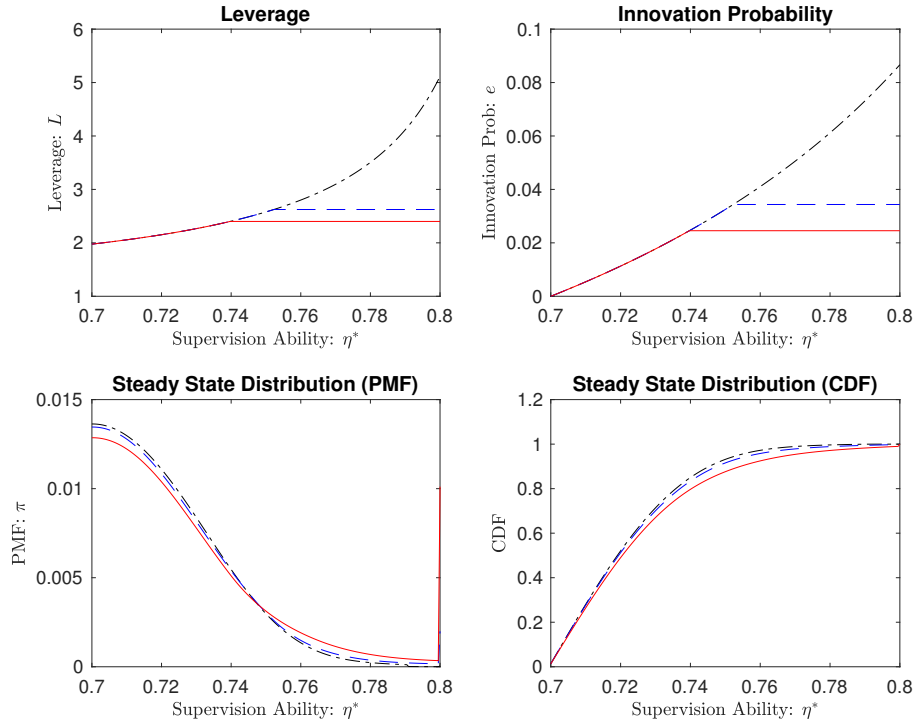 Leverage
Leverage: L
6
5
4
3
2
1
0.7 0.72 0.74 0.76 0.78 0.8
Supervision Ability: η*
Innovation Probability
Innovation Prob: e
0.1
0.08
0.06
0.04
0.02
0
0.7 0.72 0.74 0.76 0.78 0.8
Supervision Ability: η*
Steady State Distribution (PMF)
PMF: π
0.015
0.01
0.005
0
0.7 0.72 0.74 0.76 0.78 0.8
Supervision Ability: η*
Steady State Distribution (CDF)
CDF
1.2
1
0.8
0.6
0.4
0.2
0
0.7 0.72 0.74 0.76 0.78 0.8
Supervision Ability: η*